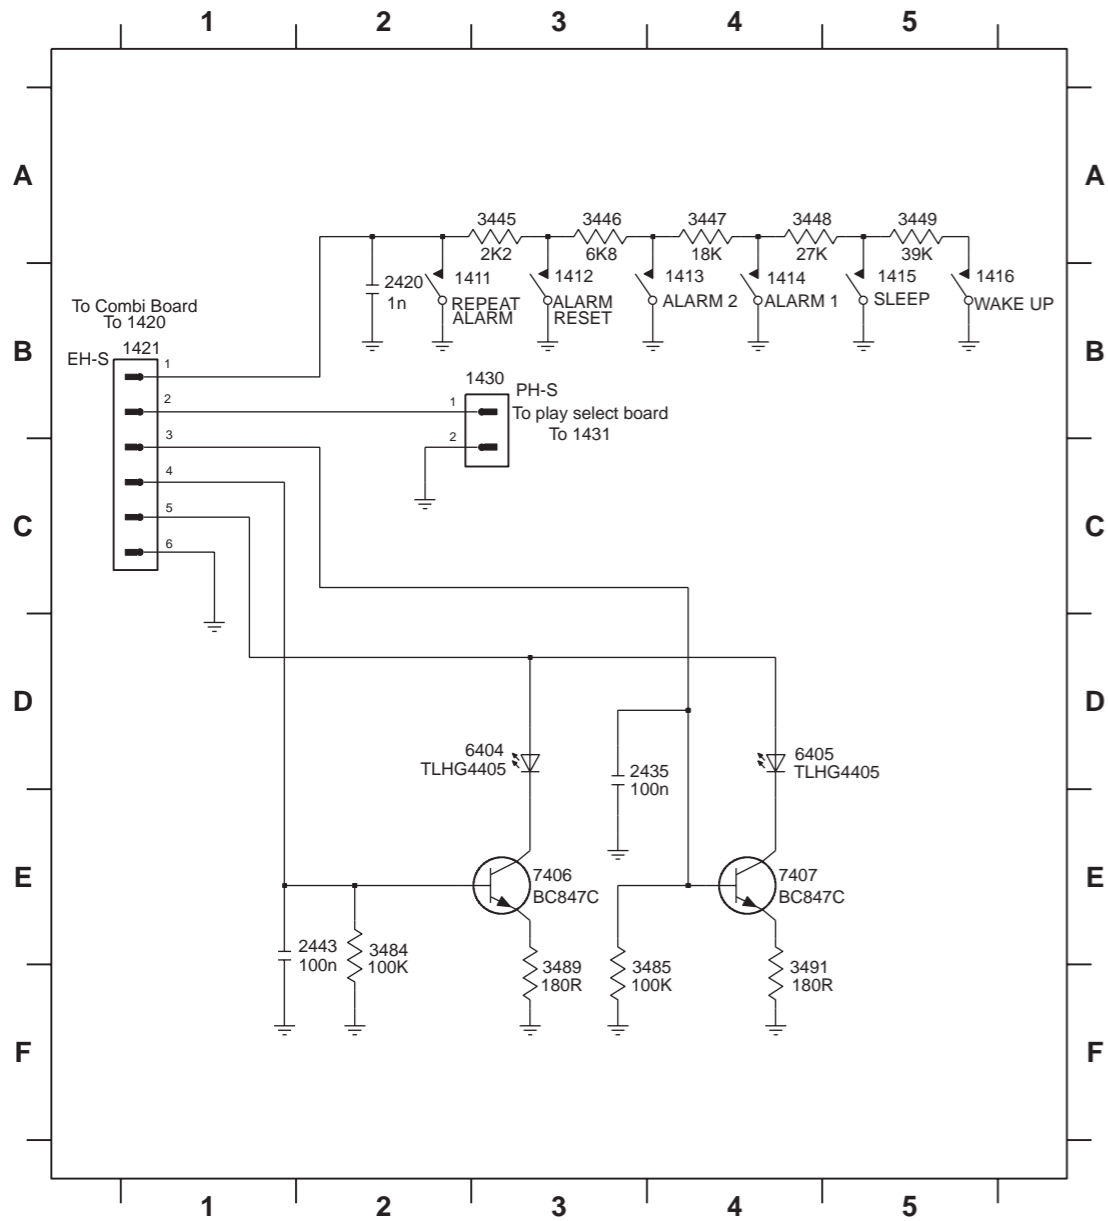 1 2 3 4 5
A A
3445 3446 3447 3448 3449
2K2 6K8 18K 27K 39K
2420
1n
1411
REPEAT
ALARM
1412
ALARM
RESET
1413
ALARM 2
1414
ALARM 1
1415
SLEEP
1416
WAKE UP
To Combi Board
To 1420
1421
EH-S
B B
1
2
3
4
5
6
1430
PH-S
1
2
To play select board
To 1431
C C
D D
6404
TLHG4405
2435
100n
6405
TLHG4405
E E
7406
BC847C
7407
BC847C
2443
100n
3484
100K
3489
180R
3485
100K
3491
180R
F F
1 2 3 4 5